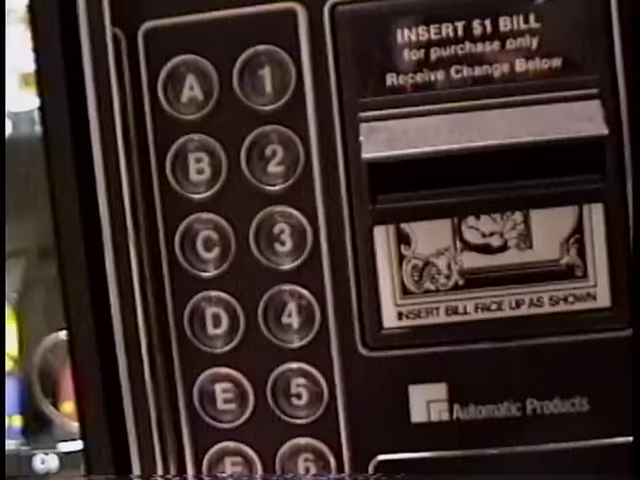 INSERT $1 BILL
for purchase only
Receive Change Below
A 1
B 2
C 3
D 4
E 5
F 6
INSERT BILL FACE UP AS SHOWN
Automatic Products